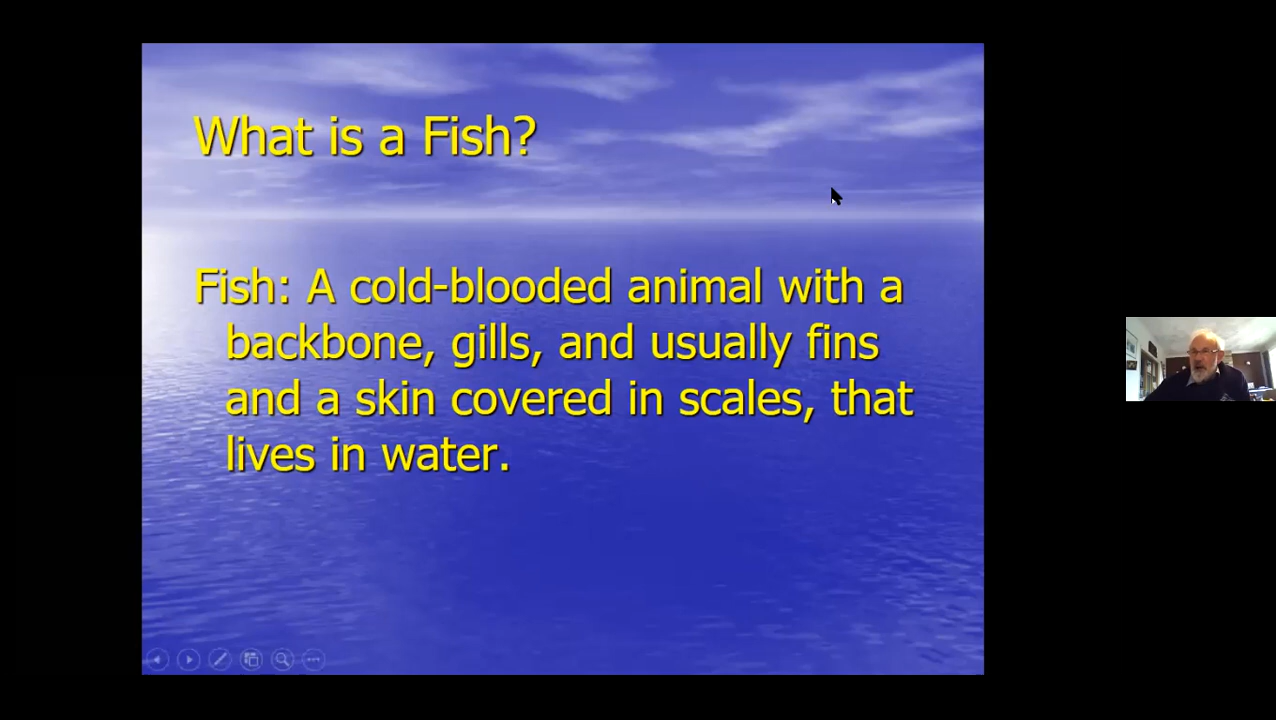 What is a Fish?
Fish: A cold-blooded animal with a
backbone, gills, and usually fins
and a skin covered in scales, that
lives in water.